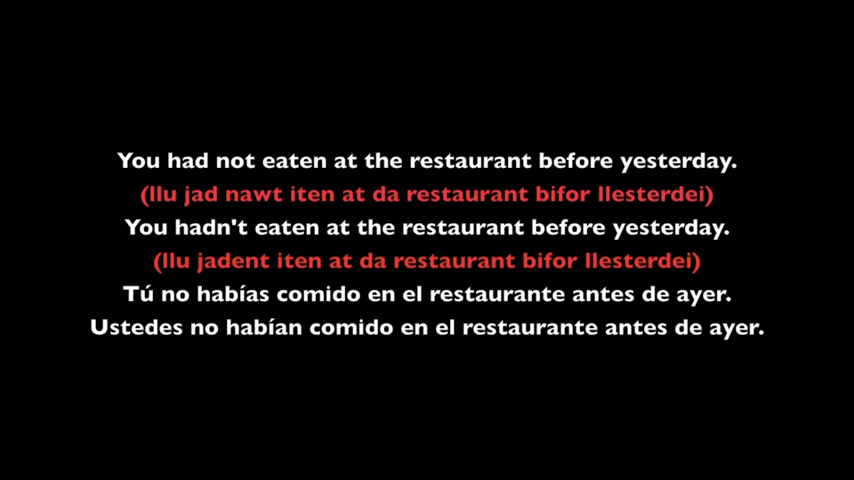 You had not eaten at the restaurant before yesterday.
(llu jad nawt iten at da restaurant bifor llesterdei)
You hadn't eaten at the restaurant before yesterday.
(llu jadent iten at da restaurant bifor llesterdei)
Tú no habías comido en el restaurante antes de ayer.
Ustedes no habían comido en el restaurante antes de ayer.